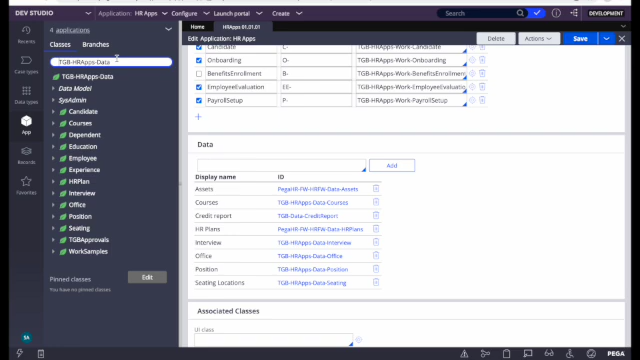 DEV STUDIO
Application: HR Apps
Configure
Launch portal
Create
Search
DEVELOPMENT
Recents
Case types
Data types
App
Records
Favorites
SA
4 applications
Classes
Branches
TGB-HRApps-Data
TGB-HRApps-Data
Data Model
SysAdmin
Candidate
Courses
Dependent
Education
Employee
Experience
HRPlan
Interview
Office
Position
Seating
TGBApprovals
WorkSamples
Pinned classes
Edit
You have no pinned classes
Home
HRApps 01.01.01
Edit: Application: HR Apps
Delete
Actions
Save
Candidate C- TGB-HRApps-Work-Candidate
Onboarding O- TGB-HRApps-Work-Onboarding
BenefitsEnrollment B- TGB-HRApps-Work-BenefitsEnrollment
EmployeeEvaluation EE- TGB-HRApps-Work-EmployeeEvaluatio
PayrollSetup P- TGB-HRApps-Work-PayrollSetup
Data
Add
Display name ID
Assets PegaHR-FW-HRFW-Data-Assets
Courses TGB-HRApps-Data-Courses
Credit report TGB-Data-CreditReport
HR Plans PegaHR-FW-HRFW-Data-HRPlans
Interview TGB-HRApps-Data-Interview
Office TGB-HRApps-Data-Office
Position TGB-HRApps-Data-Position
Seating Locations TGB-HRApps-Data-Seating
Associated Classes
UI class
PEGA